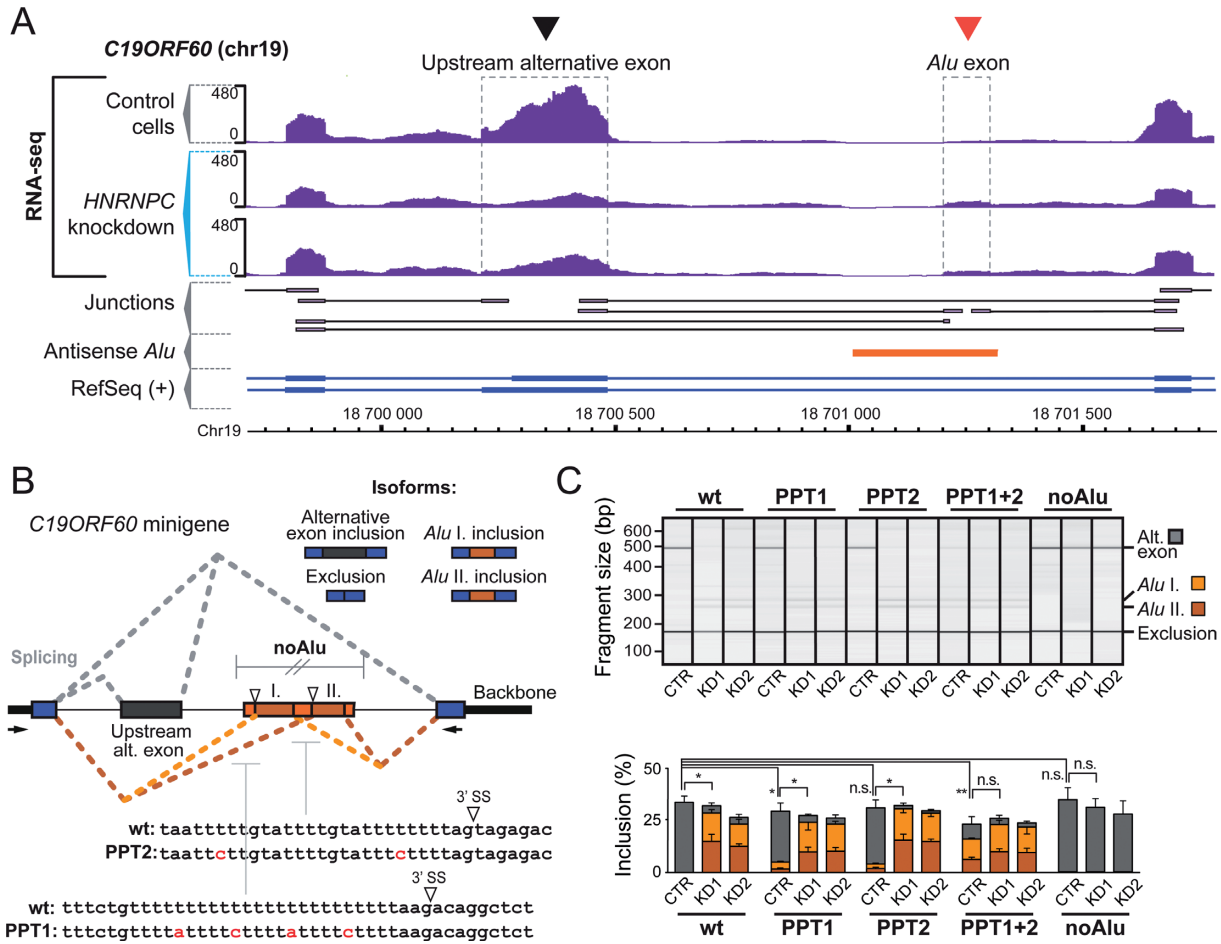 A
C19ORF60 (chr19)
Upstream alternative exon
Alu exon
RNA-seq
Control
cells
480
0
HNRNPC
knockdown
480
0
480
0
Junctions
Antisense Alu
RefSeq (+)
18 700 000
18 700 500
18 701 000
18 701 500
Chr19
B
C19ORF60 minigene
Isoforms:
Alternative
exon inclusion
Alu I. inclusion
Exclusion
Alu II. inclusion
Splicing
noAlu
I.
II.
Backbone
Upstream
alt. exon
3' SS
wt: taatttttgtattttgtattttttttagtagagac
PPT2: taattcttgtattttgtatttcttttagtagagac
3' SS
wt: tttctgttttttttttttttttttttttaagacaggctct
PPT1: tttctgttttattttcttttattttcttttaagacaggctct
C
wt
PPT1
PPT2
PPT1+2
noAlu
Fragment size (bp)
600
500
400
300
200
100
Alt.
exon
Alu I.
Alu II.
Exclusion
CTR KD1 KD2 CTR KD1 KD2 CTR KD1 KD2 CTR KD1 KD2 CTR KD1 KD2
Inclusion (%)
50
25
0
*
*
*
n.s.
*
**
n.s.
n.s.
n.s.
CTR KD1 KD2 CTR KD1 KD2 CTR KD1 KD2 CTR KD1 KD2 CTR KD1 KD2
wt
PPT1
PPT2
PPT1+2
noAlu